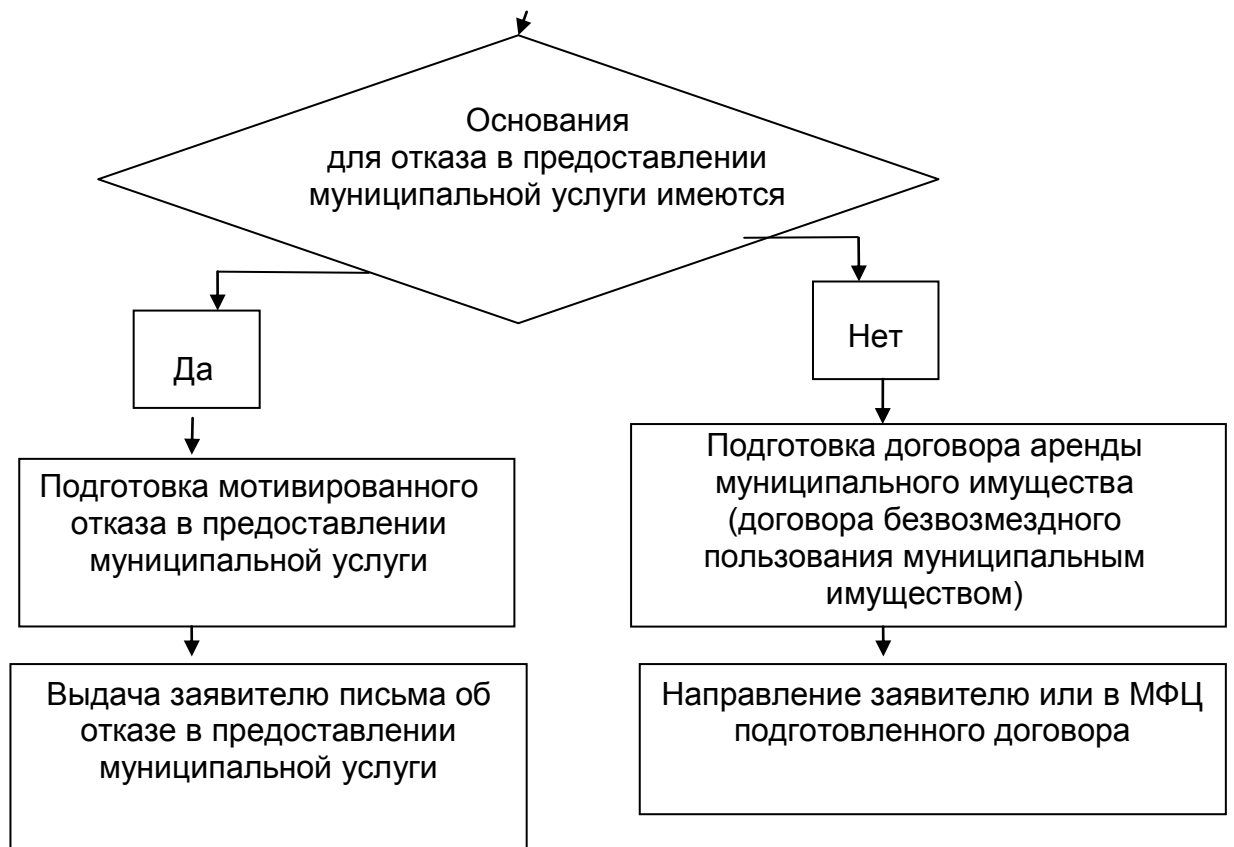 Основания
для отказа в предоставлении
муниципальной услуги имеются
Да
Нет
Подготовка мотивированного
отказа в предоставлении
муниципальной услуги
Подготовка договора аренды
муниципального имущества
(договора безвозмездного
пользования муниципальным
имуществом)
Выдача заявителю письма об
отказе в предоставлении
муниципальной услуги
Направление заявителю или в МФЦ
подготовленного договора